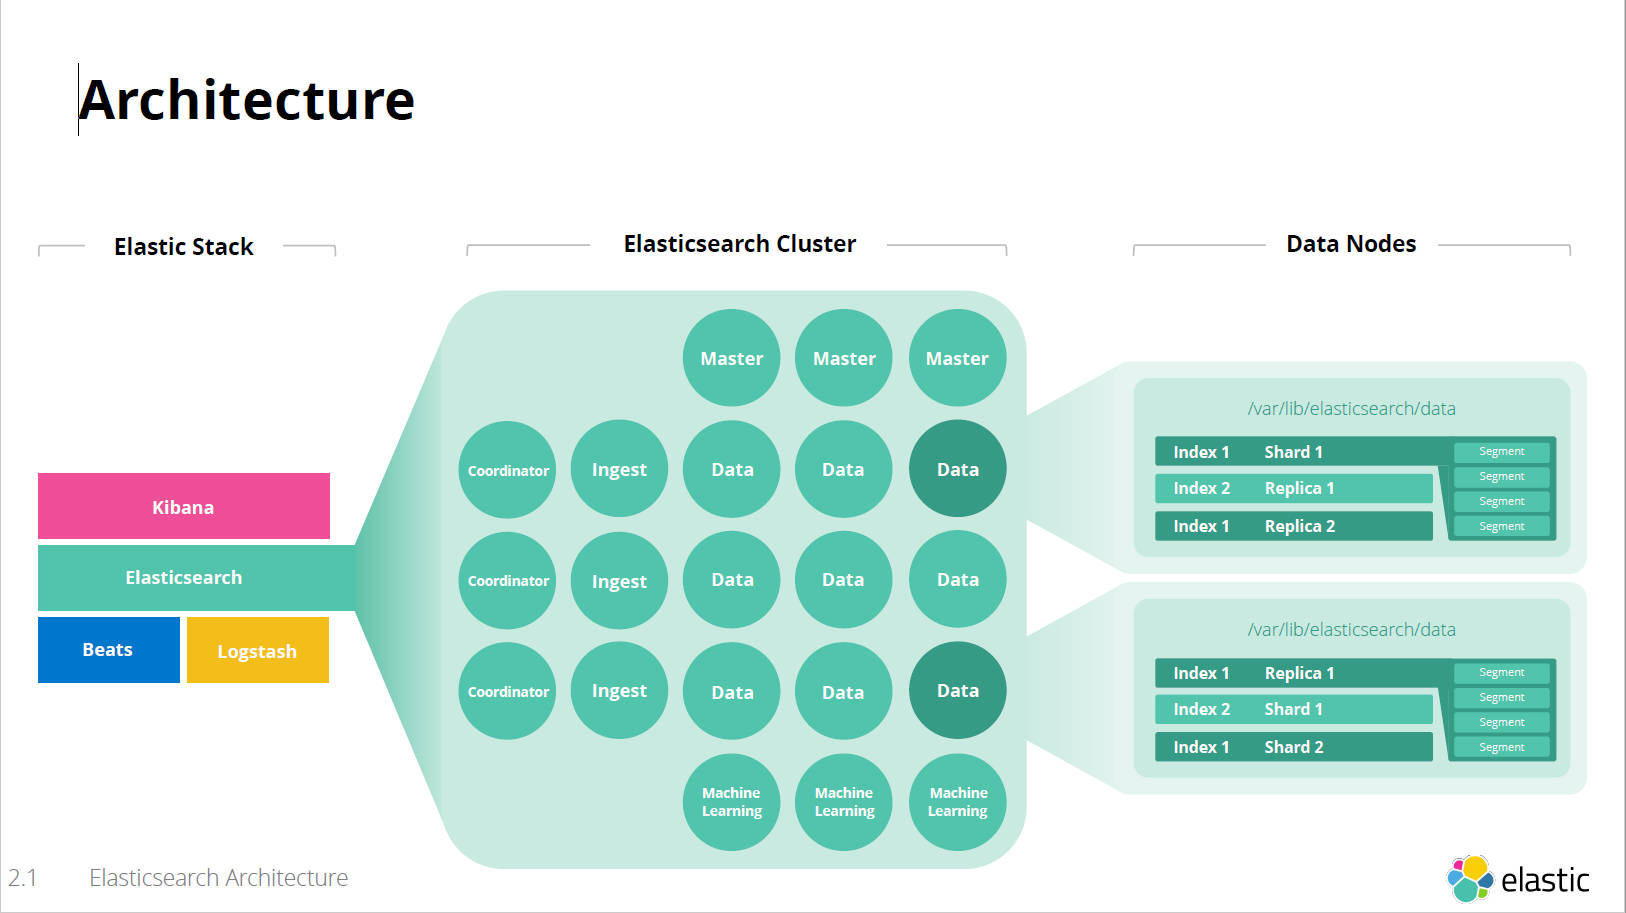 Architecture
Elastic Stack
Elasticsearch Cluster
Data Nodes
Kibana
Elasticsearch
Beats
Logstash
Master
Master
Master
Coordinator
Ingest
Data
Data
Data
Coordinator
Ingest
Data
Data
Data
Coordinator
Ingest
Data
Data
Data
Machine
Learning
Machine
Learning
Machine
Learning
/var/lib/elasticsearch/data
Index 1 Shard 1
Index 2 Replica 1
Index 1 Replica 2
Segment
Segment
Segment
Segment
/var/lib/elasticsearch/data
Index 1 Replica 1
Index 2 Shard 1
Index 1 Shard 2
Segment
Segment
Segment
Segment
2.1 Elasticsearch Architecture
elastic